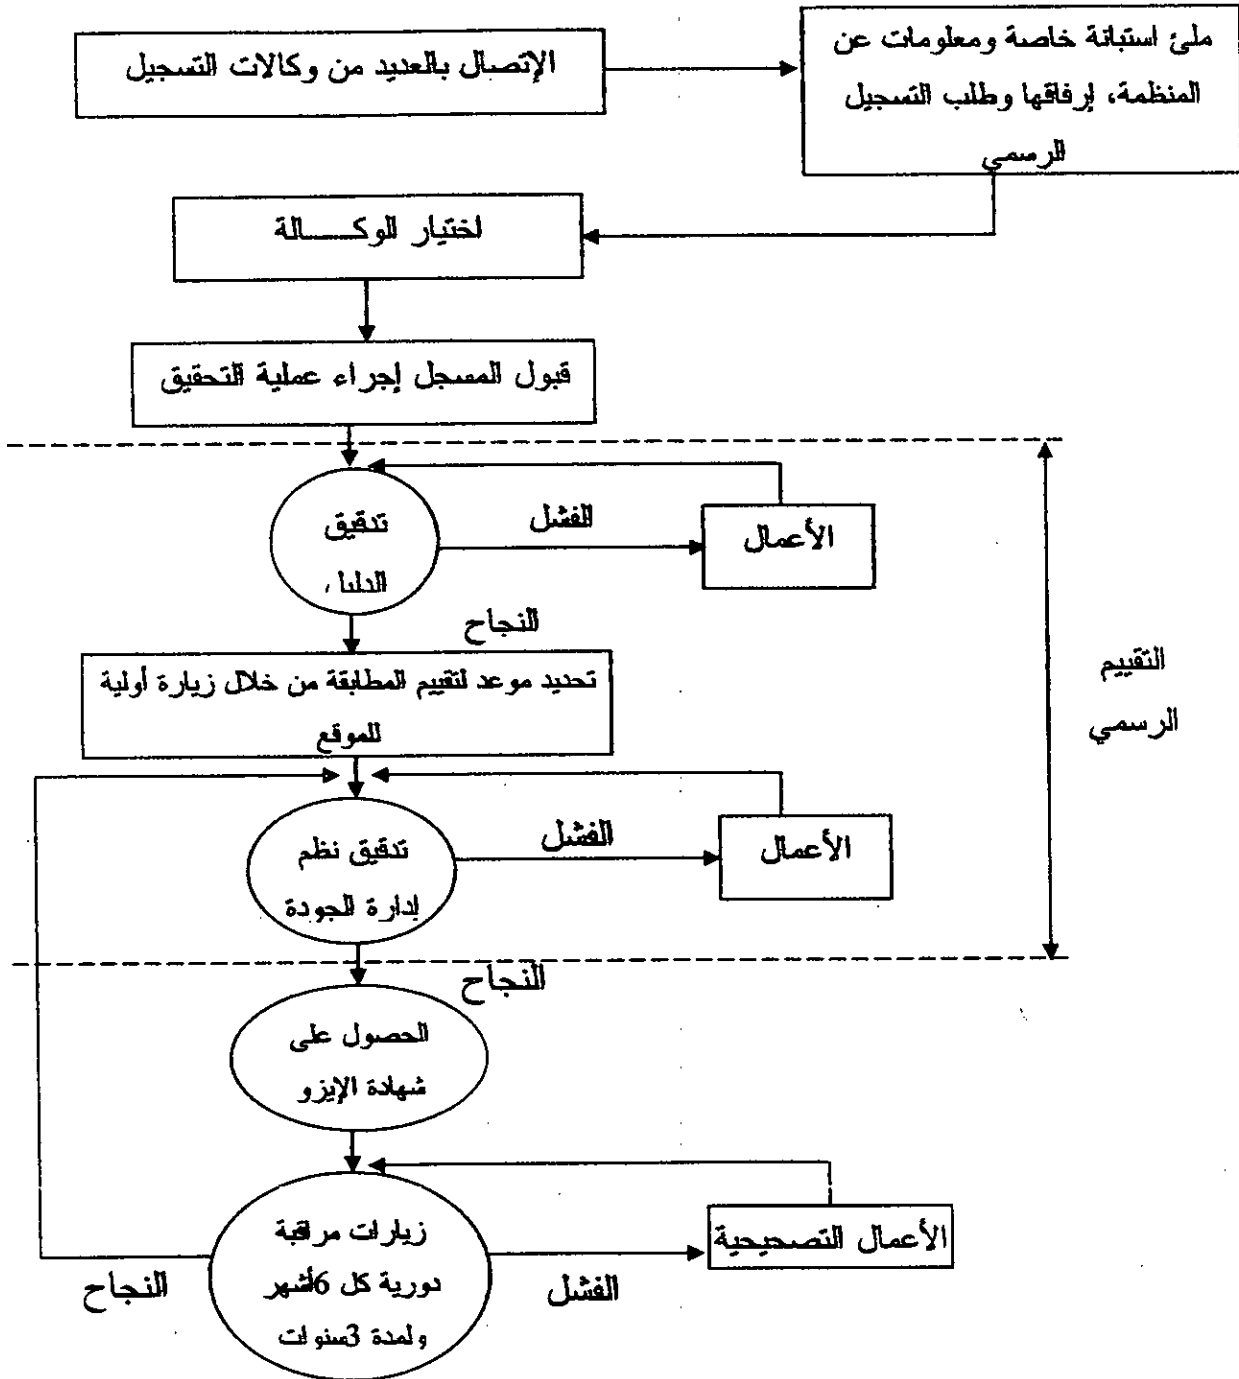 الإتصال بالعديد من وكالات التسجيل
ملئ استبانة خاصة ومعلومات عن
المنظمة، إرفاقها وطلب التسجيل
الرسمي
اختيار الوكـــــالة
قبول المسجل إجراء عملية التحقيق
تدقيق
الفشل
الأعمال
النجاح
تحديد موعد لتقييم المطابقة من خلال زيارة أولية
للموقع
التقييم
الرسمي
تدقيق نظم
إدارة الجودة
الفشل
الأعمال
النجاح
الحصول على
شهادة الإيزو
زيارات مراقبة
دورية كل 6أشهر
ولمدة 3سنوات
الفشل
الأعمال التصحيحية
النجاح